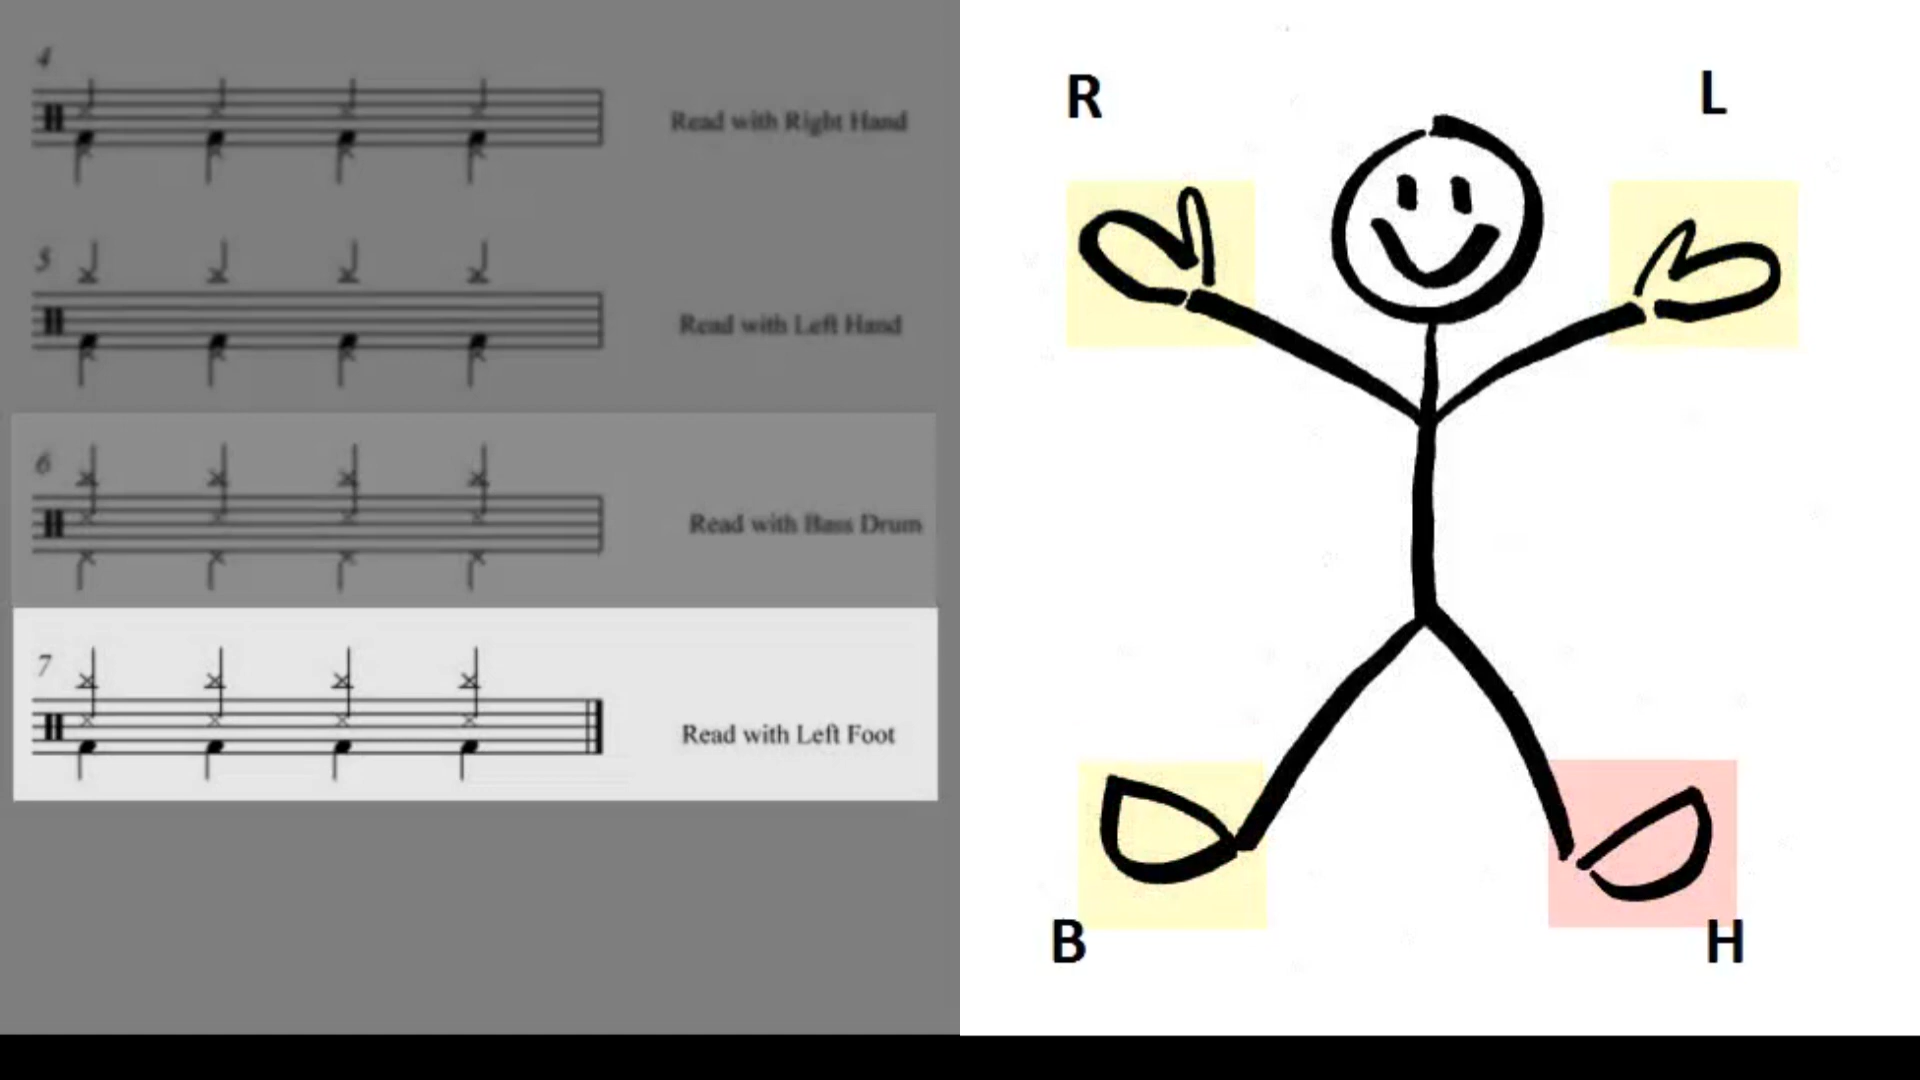 4
Read with Right Hand
5
Read with Left Hand
6
Read with Bass Drum
7
Read with Left Foot
R
L
B
H